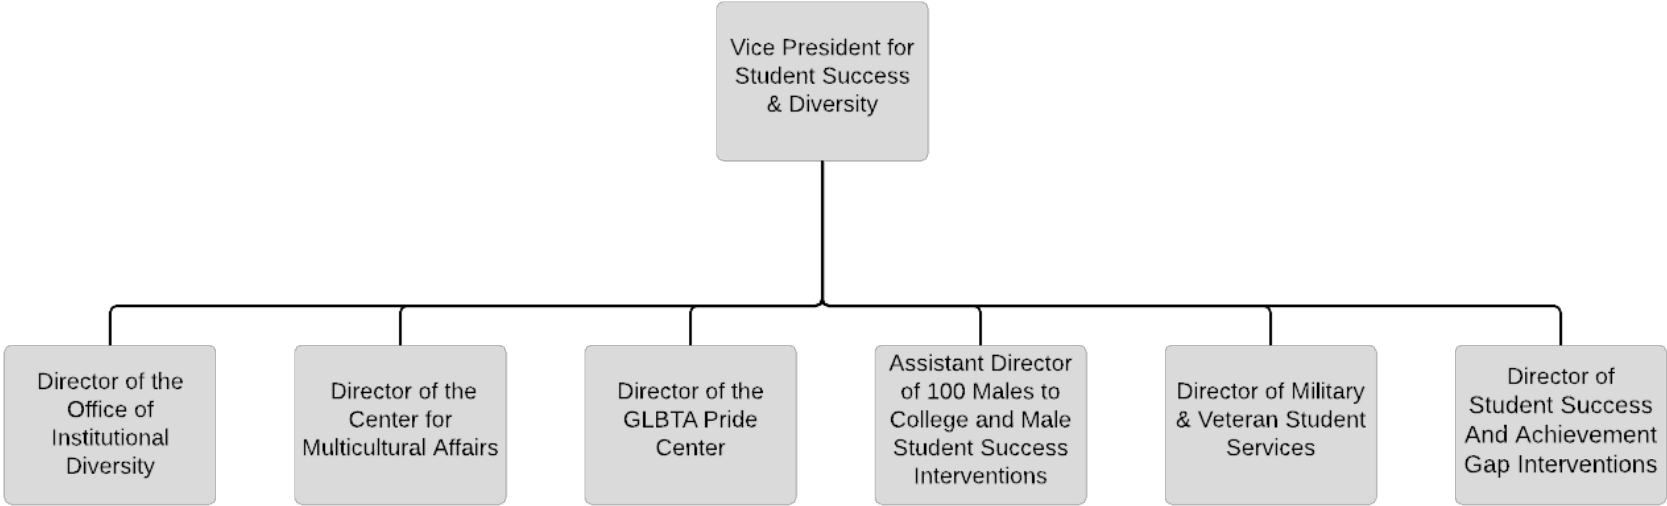 Vice President for
Student Success
& Diversity
Director of the
Office of
Institutional
Diversity
Director of the
Center for
Multicultural Affairs
Director of the
GLBTA Pride
Center
Assistant Director
of 100 Males to
College and Male
Student Success
Interventions
Director of Military
& Veteran Student
Services
Director of
Student Success
And Achievement
Gap Interventions